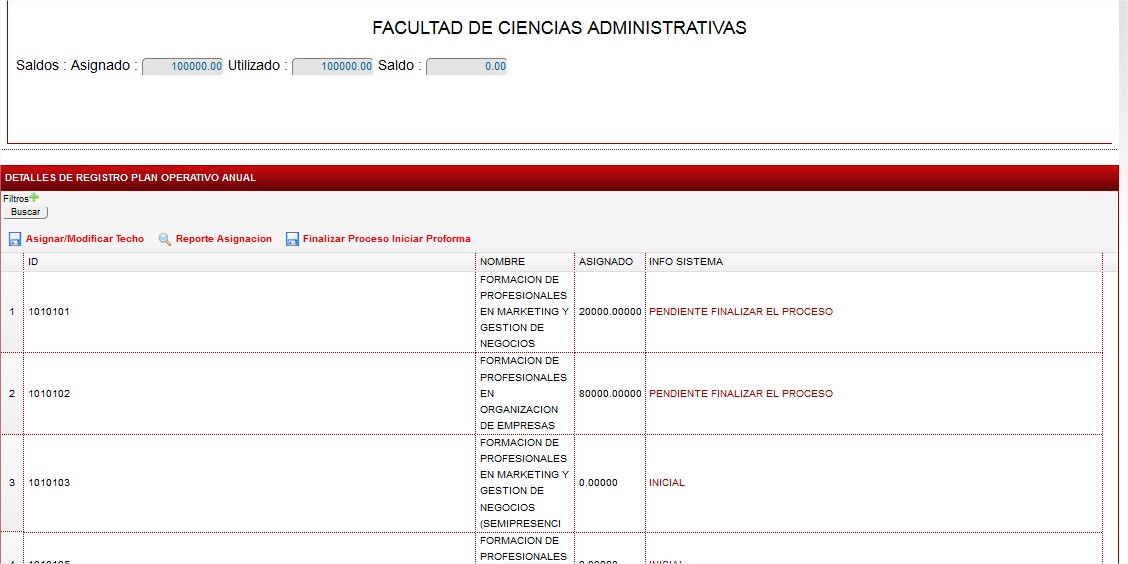 FACULTAD DE CIENCIAS ADMINISTRATIVAS
Saldos : Asignado : 100000.00 Utilizado : 100000.00 Saldo : 0.00
DETALLES DE REGISTRO PLAN OPERATIVO ANUAL
Filtros
Buscar
Asignar/Modificar Techo Reporte Asignacion Finalizar Proceso Iniciar Proforma
ID NOMBRE ASIGNADO INFO SISTEMA
FORMACION DE
PROFESIONALES
1 1010101 EN MARKETING Y 20000.00000 PENDIENTE FINALIZAR EL PROCESO
GESTION DE
NEGOCIOS
FORMACION DE
PROFESIONALES
2 1010102 EN 80000.00000 PENDIENTE FINALIZAR EL PROCESO
ORGANIZACION
DE EMPRESAS
FORMACION DE
PROFESIONALES
EN MARKETING Y
3 1010103 GESTION DE 0.00000 INICIAL
NEGOCIOS
(SEMIPRESENCI
FORMACION DE
PROFESIONALES